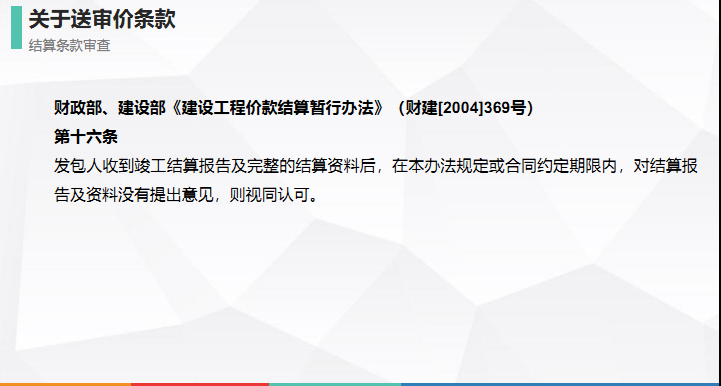 关于送审价条款
结算条款审查
财政部、建设部《建设工程价款结算暂行办法》（财建[2004]369号）
第十六条
发包人收到竣工结算报告及完整的结算资料后，在本办法规定或合同约定期限内，对结算报
告及资料没有提出意见，则视同认可。